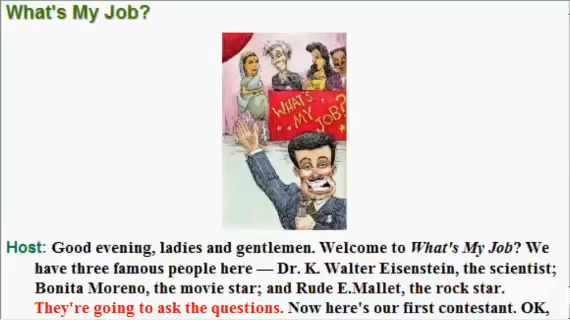 What's My Job?
WHAT'S
MY
JOB?
Host: Good evening, ladies and gentlemen. Welcome to What's My Job? We
have three famous people here — Dr. K. Walter Eisenstein, the scientist;
Bonita Moreno, the movie star; and Rude E.Mallet, the rock star.
They're going to ask the questions. Now here's our first contestant. OK,